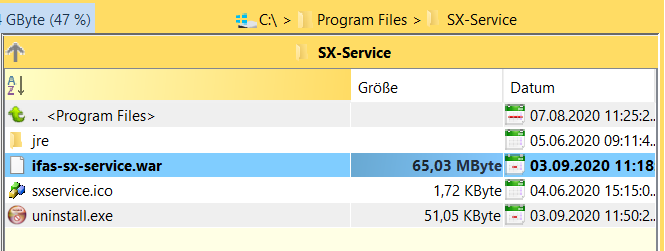 GByte (47 %) C:\ > Program Files > SX-Service
SX-Service
A Z Größe Datum
.. <Program Files> 07.08.2020 11:25:2..
jre 05.06.2020 09:11:4..
ifas-sx-service.war 65,03 MByte 03.09.2020 11:18
sxservice.ico 1,72 KByte 04.06.2020 15:15:0..
uninstall.exe 51,05 KByte 03.09.2020 11:50:2..